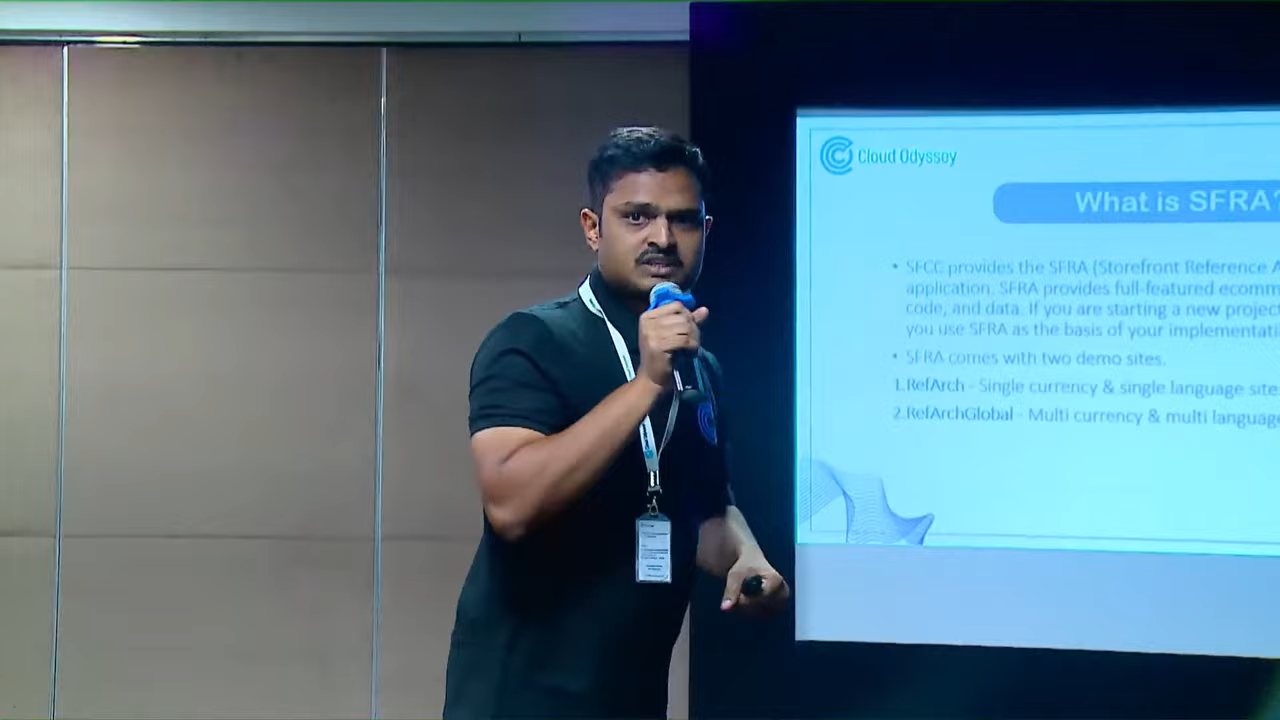 Cloud Odyssey
What is SFRA?
• SFCC provides the SFRA (Storefront Reference A
application. SFRA provides full-featured ecomm
code, and data. If you are starting a new project
you use SFRA as the basis of your implementati
• SFRA comes with two demo sites.
1.RefArch - Single currency & single language site
2.RefArchGlobal - Multi currency & multi language